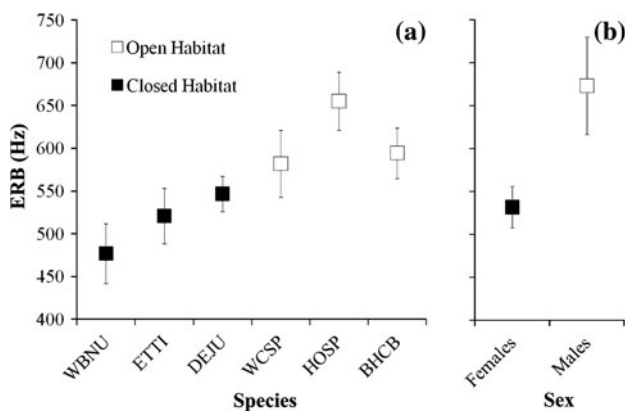 750
700
650
600
550
500
450
400
ERB (Hz)
(a)
Open Habitat
Closed Habitat
WBNU
ETTI
DEJU
WCSP
HOSP
BHCB
Species
(b)
Females
Males
Sex